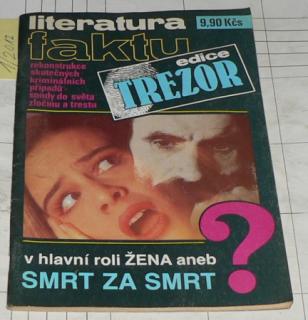 literatura
9,90 Kčs
faktu
edice
TREZOR
rekonstrukce
skutečných
kriminálních
případů -
sondy do světa
zločinu a trestu
v hlavní roli ŽENA aneb
SMRT ZA SMRT
?